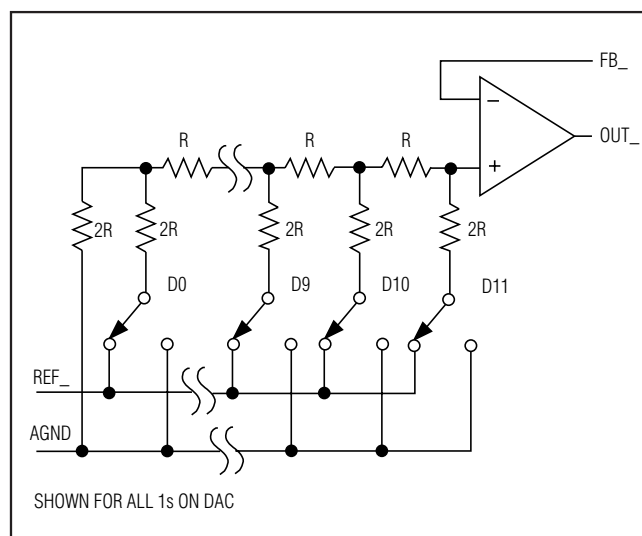 FB_
OUT_
R R R
2R 2R 2R 2R 2R
D0 D9 D10 D11
REF_
AGND
SHOWN FOR ALL 1s ON DAC
− +